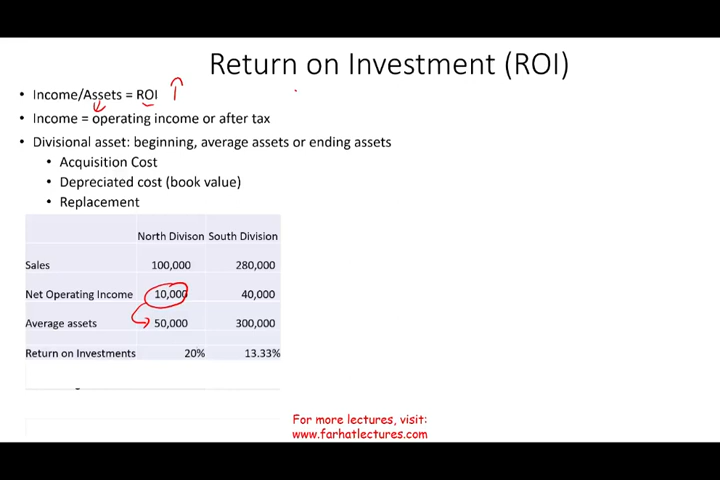 Return on Investment (ROI)
• Income/Assets = ROI
• Income = operating income or after tax
• Divisional asset: beginning, average assets or ending assets
• Acquisition Cost
• Depreciated cost (book value)
• Replacement
North Divison South Division
Sales 100,000 280,000
Net Operating Income 10,000 40,000
Average assets 50,000 300,000
Return on Investments 20% 13.33%
For more lectures, visit:
www.farhatlectures.com